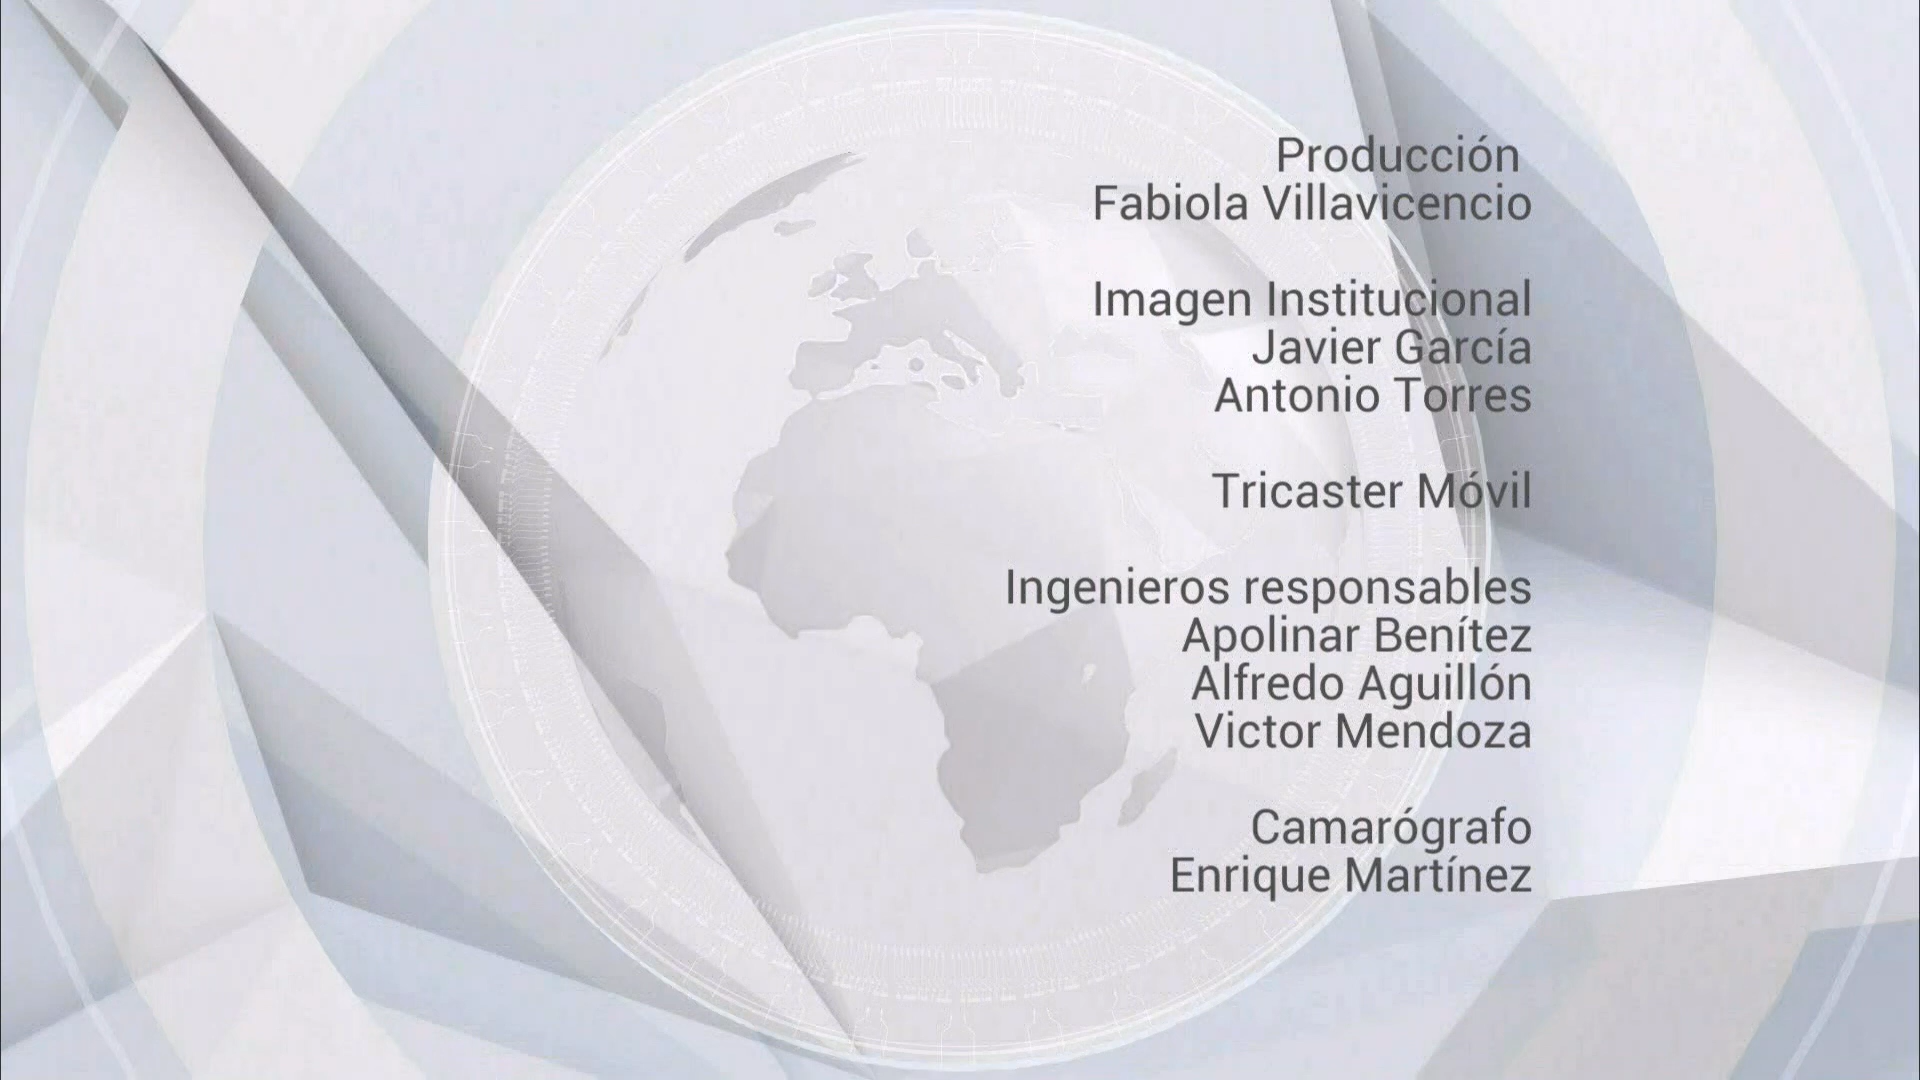 Producción
Fabiola Villavicencio
Imagen Institucional
Javier García
Antonio Torres
Tricaster Móvil
Ingenieros responsables
Apolinar Benítez
Alfredo Aguillón
Victor Mendoza
Camarógrafo
Enrique Martínez